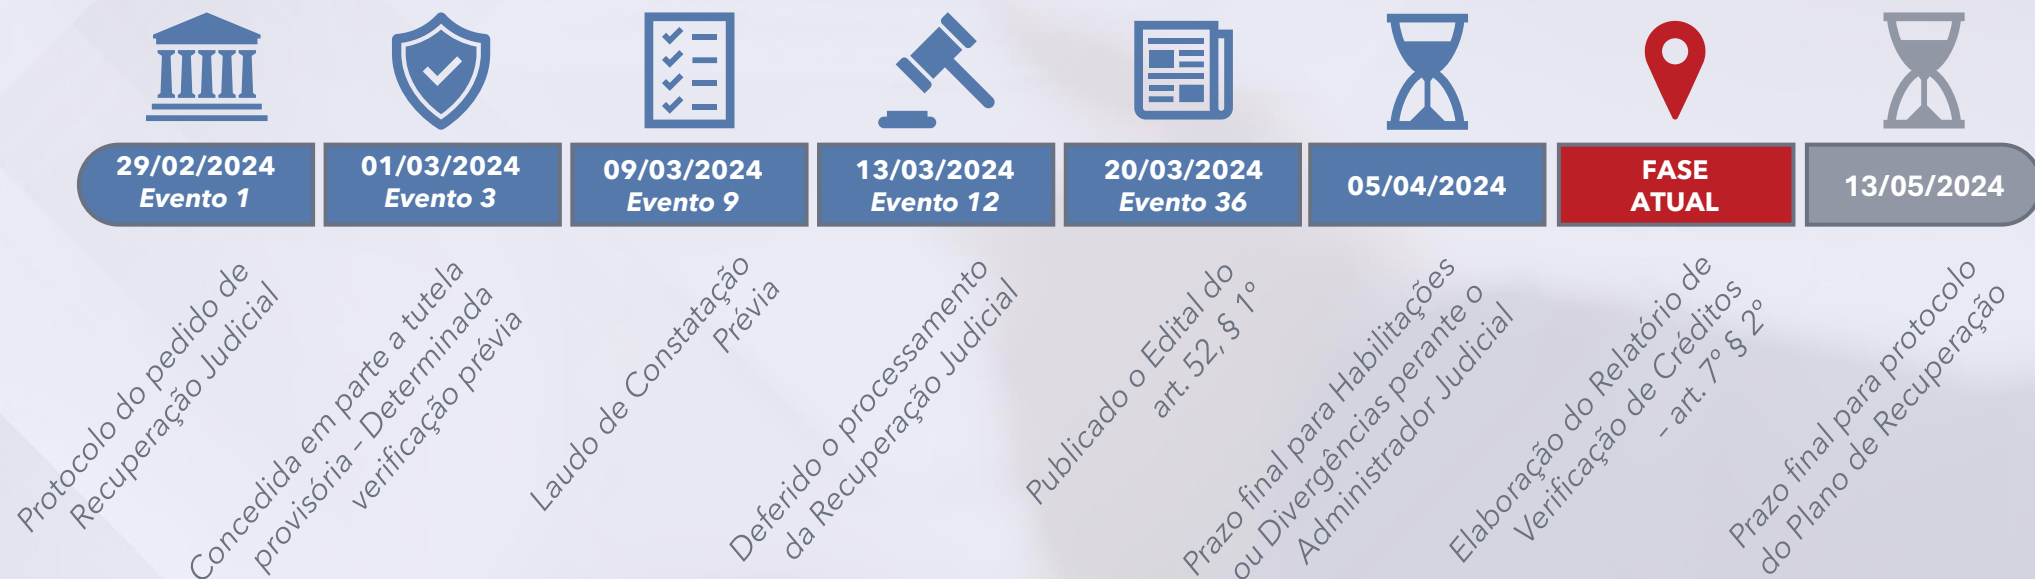 29/02/2024
Evento 1
01/03/2024
Evento 3
09/03/2024
Evento 9
13/03/2024
Evento 12
20/03/2024
Evento 36
05/04/2024
FASE
ATUAL
13/05/2024
Protocolo do pedido de
Recuperação Judicial
Concedida em parte a tutela
provisória – Determinada
verificação prévia
Laudo de Constatação
Prévia
Deferido o processamento
da Recuperação Judicial
Publicado o Edital do
art. 52, § 1º
Prazo final para Habilitações
ou Divergências perante o
Administrador Judicial
Elaboração do Relatório de
Verificação de Créditos
– art. 7º § 2º
Prazo final para protocolo
do Plano de Recuperação